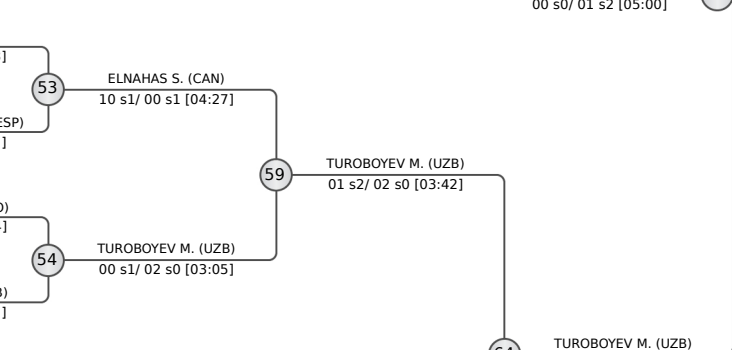 00 s0/ 01 s2 [05:00]
]
53
ELNAHAS S. (CAN)
10 s1/ 00 s1 [04:27]
ESP)
]
59
TUROBOYEV M. (UZB)
01 s2/ 02 s0 [03:42]
)
]
54
TUROBOYEV M. (UZB)
00 s1/ 02 s0 [03:05]
)
]
TUROBOYEV M. (UZB)